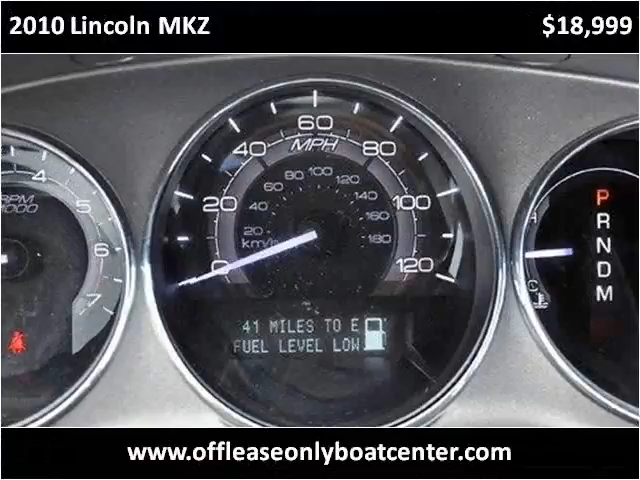 2010 Lincoln MKZ $18,999
60
MPH
40 80
20 100
0 120
80 100 120
60 140
40 160
20 180
km/h
4
5
6
7
RPM
P
R
N
D
M
H
C
41 MILES TO E
FUEL LEVEL LOW
www.offleaseonlyboatcenter.com